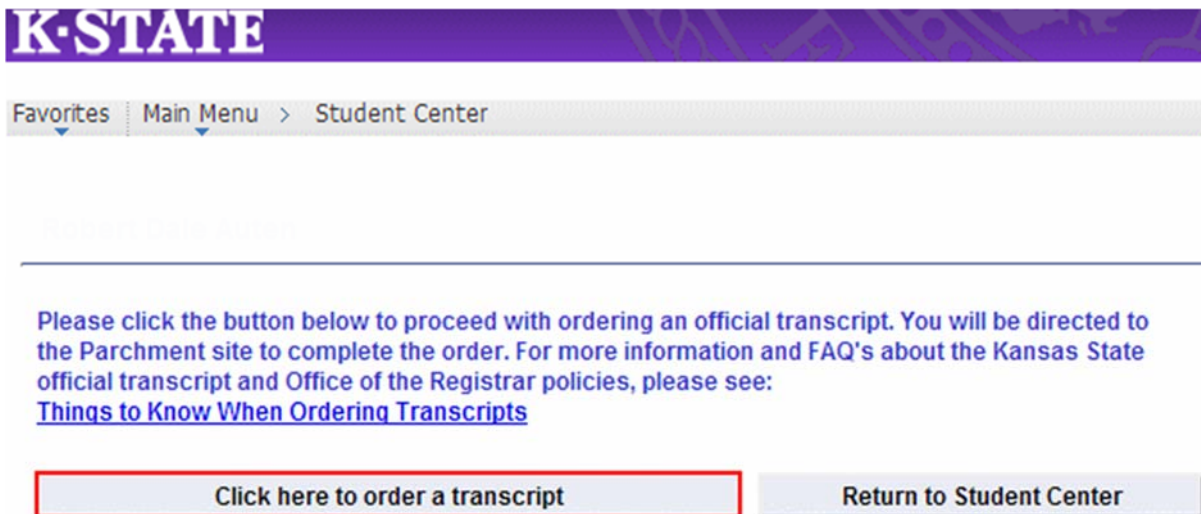 K-STATE
Favorites Main Menu > Student Center
Please click the button below to proceed with ordering an official transcript. You will be directed to
the Parchment site to complete the order. For more information and FAQ's about the Kansas State
official transcript and Office of the Registrar policies, please see:
Things to Know When Ordering Transcripts
Click here to order a transcript Return to Student Center